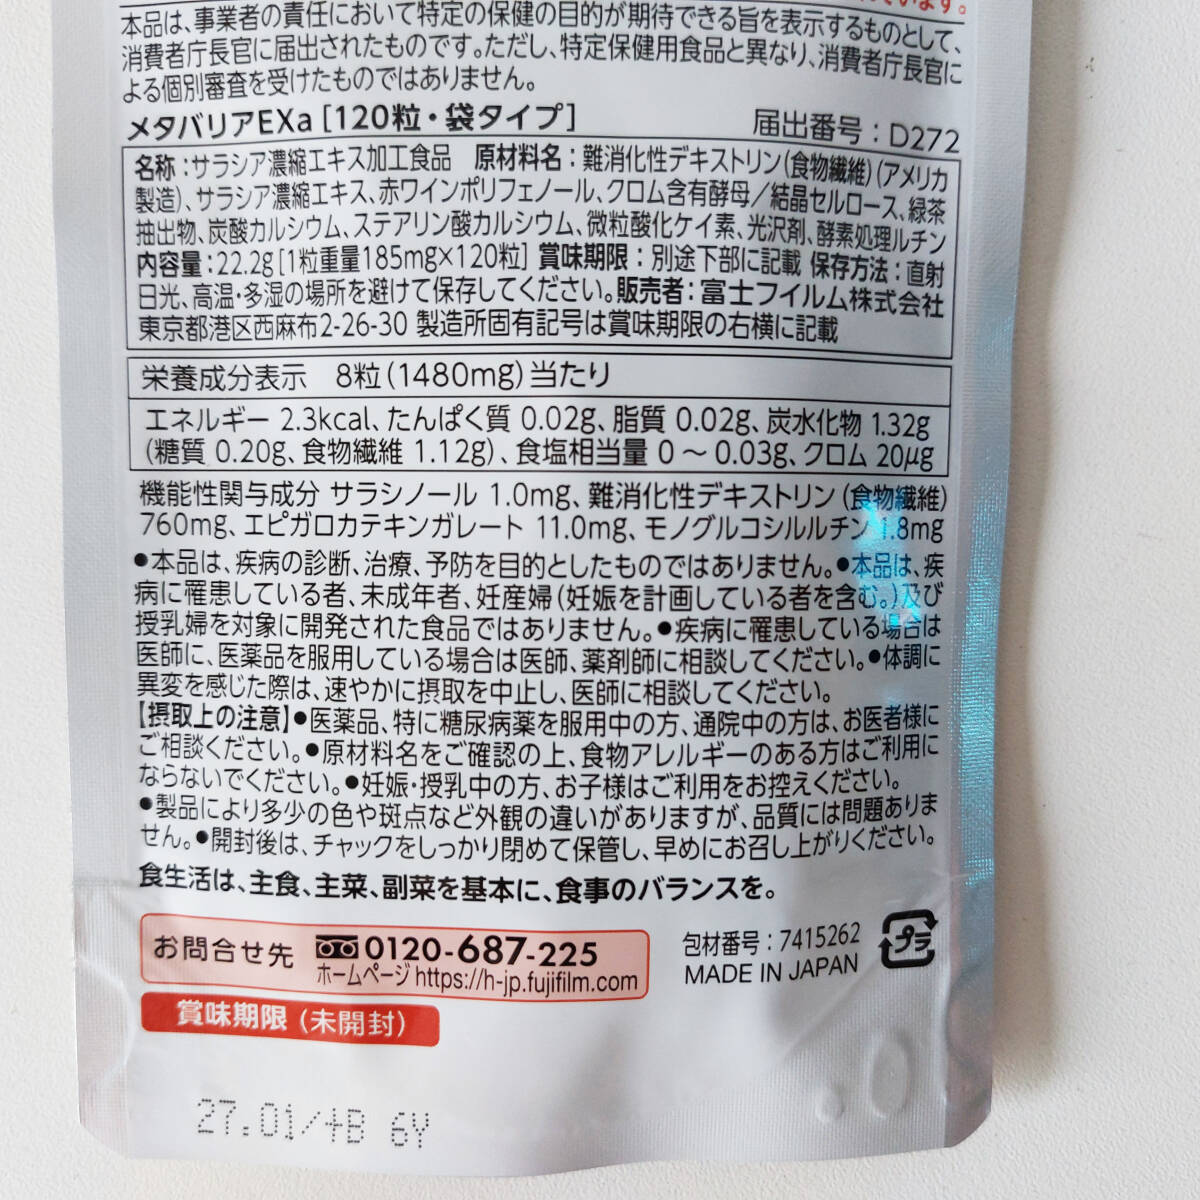 います。
本品は、事業者の責任において特定の保健の目的が期待できる旨を表示するものとして、
消費者庁長官に届出されたものです。ただし、特定保健用食品と異なり、消費者庁長官に
よる個別審査を受けたものではありません。
メタバリアEXa [120粒・袋タイプ] 届出番号：D272
名称：サラシア濃縮エキス加工食品 原材料名：難消化性デキストリン(食物繊維)(アメリカ
製造)、サラシア濃縮エキス、赤ワインポリフェノール、クロム含有酵母／結晶セルロース、緑茶
抽出物、炭酸カルシウム、ステアリン酸カルシウム、微粒酸化ケイ素、光沢剤、酵素処理ルチン
内容量：22.2g[1粒重量185mg×120粒] 賞味期限：別途下部に記載 保存方法：直射
日光、高温・多湿の場所を避けて保存してください。販売者：富士フイルム株式会社
東京都港区西麻布2-26-30 製造所固有記号は賞味期限の右横に記載
栄養成分表示 8粒(1480mg)当たり
エネルギー 2.3kcal、たんぱく質 0.02g、脂質 0.02g、炭水化物 1.32g
(糖質 0.20g、食物繊維 1.12g)、食塩相当量 0～0.03g、クロム 20μg
機能性関与成分 サラシノール 1.0mg、難消化性デキストリン(食物繊維)
760mg、エピガロカテキンガレート 11.0mg、モノグルコシルルチン 1.8mg
●本品は、疾病の診断、治療、予防を目的としたものではありません。●本品は、疾
病に罹患している者、未成年者、妊産婦(妊娠を計画している者を含む。)及び
授乳婦を対象に開発された食品ではありません。●疾病に罹患している場合は
医師に、医薬品を服用している場合は医師、薬剤師に相談してください。●体調に
異変を感じた際は、速やかに摂取を中止し、医師に相談してください。
【摂取上の注意】●医薬品、特に糖尿病薬を服用中の方、通院中の方は、お医者様に
ご相談ください。●原材料名をご確認の上、食物アレルギーのある方はご利用に
ならないでください。●妊娠・授乳中の方、お子様はご利用をお控えください。
●製品により多少の色や斑点など外観の違いがありますが、品質には問題ありま
せん。●開封後は、チャックをしっかり閉めて保管し、早めにお召し上がりください。
食生活は、主食、主菜、副菜を基本に、食事のバランスを。
お問合せ先 0120-687-225
ホームページ https://h-jp.fujifilm.com
包材番号：7415262
MADE IN JAPAN
プラ
賞味期限（未開封）
27.01/+B 6Y